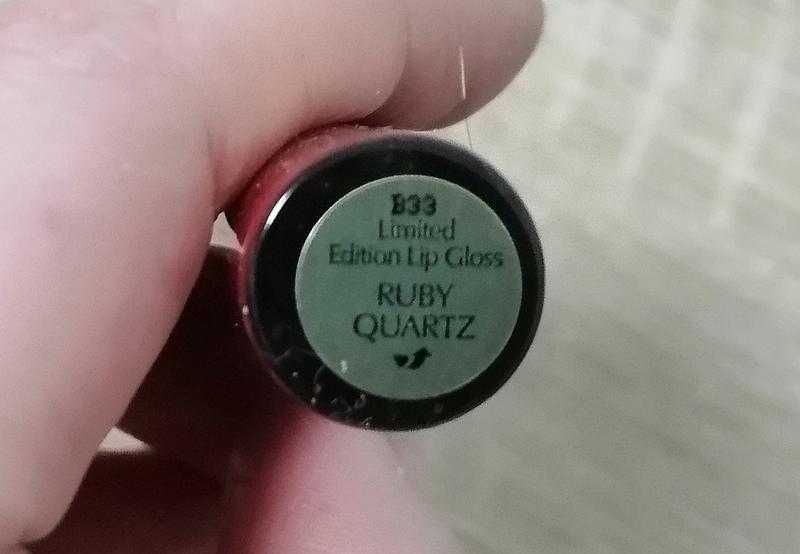 B33
Limited
Edition Lip Gloss
RUBY
QUARTZ